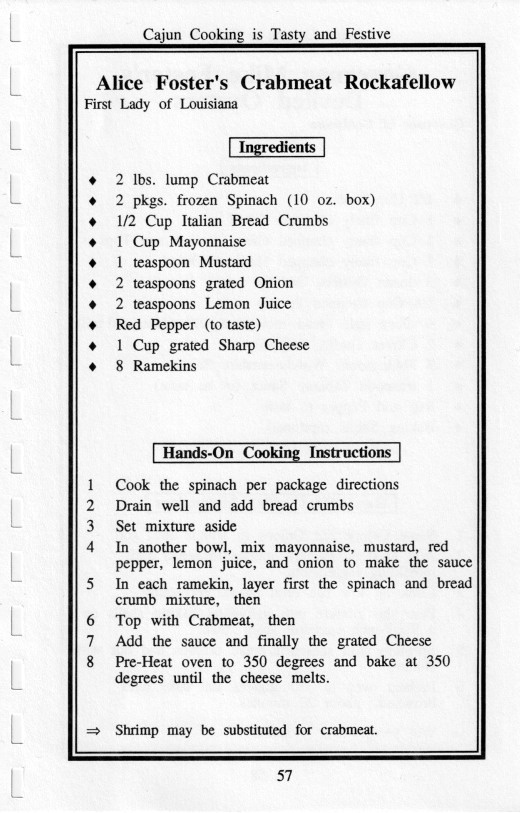 Cajun Cooking is Tasty and Festive
Alice Foster's Crabmeat Rockafellow
First Lady of Louisiana
Ingredients
♦ 2 lbs. lump Crabmeat
♦ 2 pkgs. frozen Spinach (10 oz. box)
♦ 1/2 Cup Italian Bread Crumbs
♦ 1 Cup Mayonnaise
♦ 1 teaspoon Mustard
♦ 2 teaspoons grated Onion
♦ 2 teaspoons Lemon Juice
♦ Red Pepper (to taste)
♦ 1 Cup grated Sharp Cheese
♦ 8 Ramekins
Hands-On Cooking Instructions
1 Cook the spinach per package directions
2 Drain well and add bread crumbs
3 Set mixture aside
4 In another bowl, mix mayonnaise, mustard, red
pepper, lemon juice, and onion to make the sauce
5 In each ramekin, layer first the spinach and bread
crumb mixture, then
6 Top with Crabmeat, then
7 Add the sauce and finally the grated Cheese
8 Pre-Heat oven to 350 degrees and bake at 350
degrees until the cheese melts.
⇒ Shrimp may be substituted for crabmeat.
57